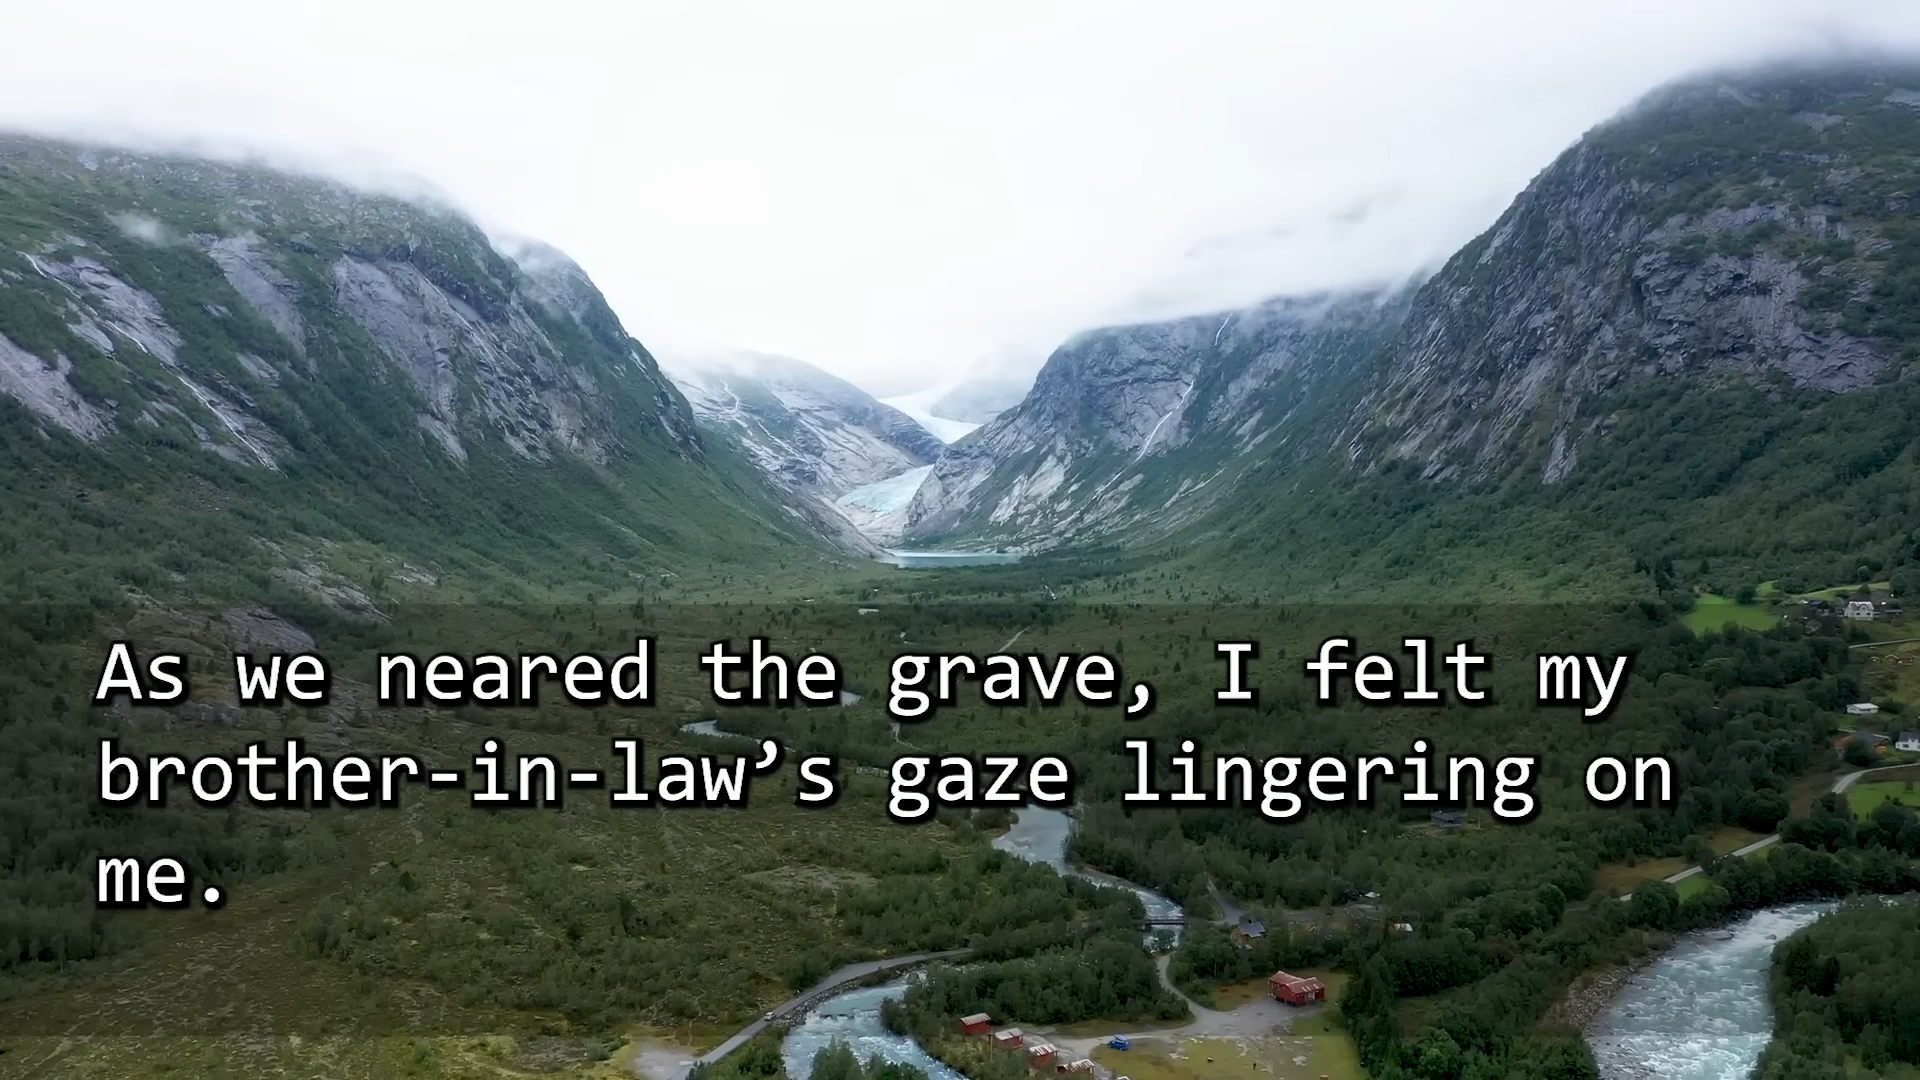 As we neared the grave, I felt my
brother-in-law’s gaze lingering on
me.